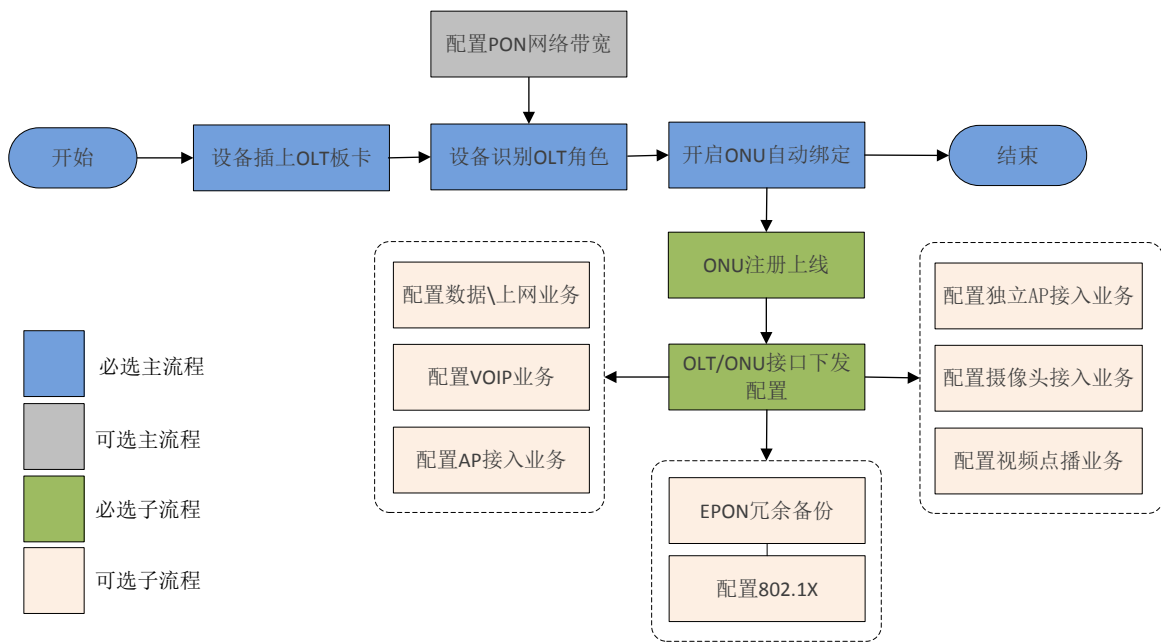 配置PON网络带宽
开始
设备插上OLT板卡
设备识别OLT角色
开启ONU自动绑定
结束
ONU注册上线
配置数据\上网业务
配置独立AP接入业务
必选主流程
配置VOIP业务
OLT/ONU接口下发
配置
配置摄像头接入业务
可选主流程
配置AP接入业务
配置视频点播业务
必选子流程
EPON冗余备份
可选子流程
配置802.1X